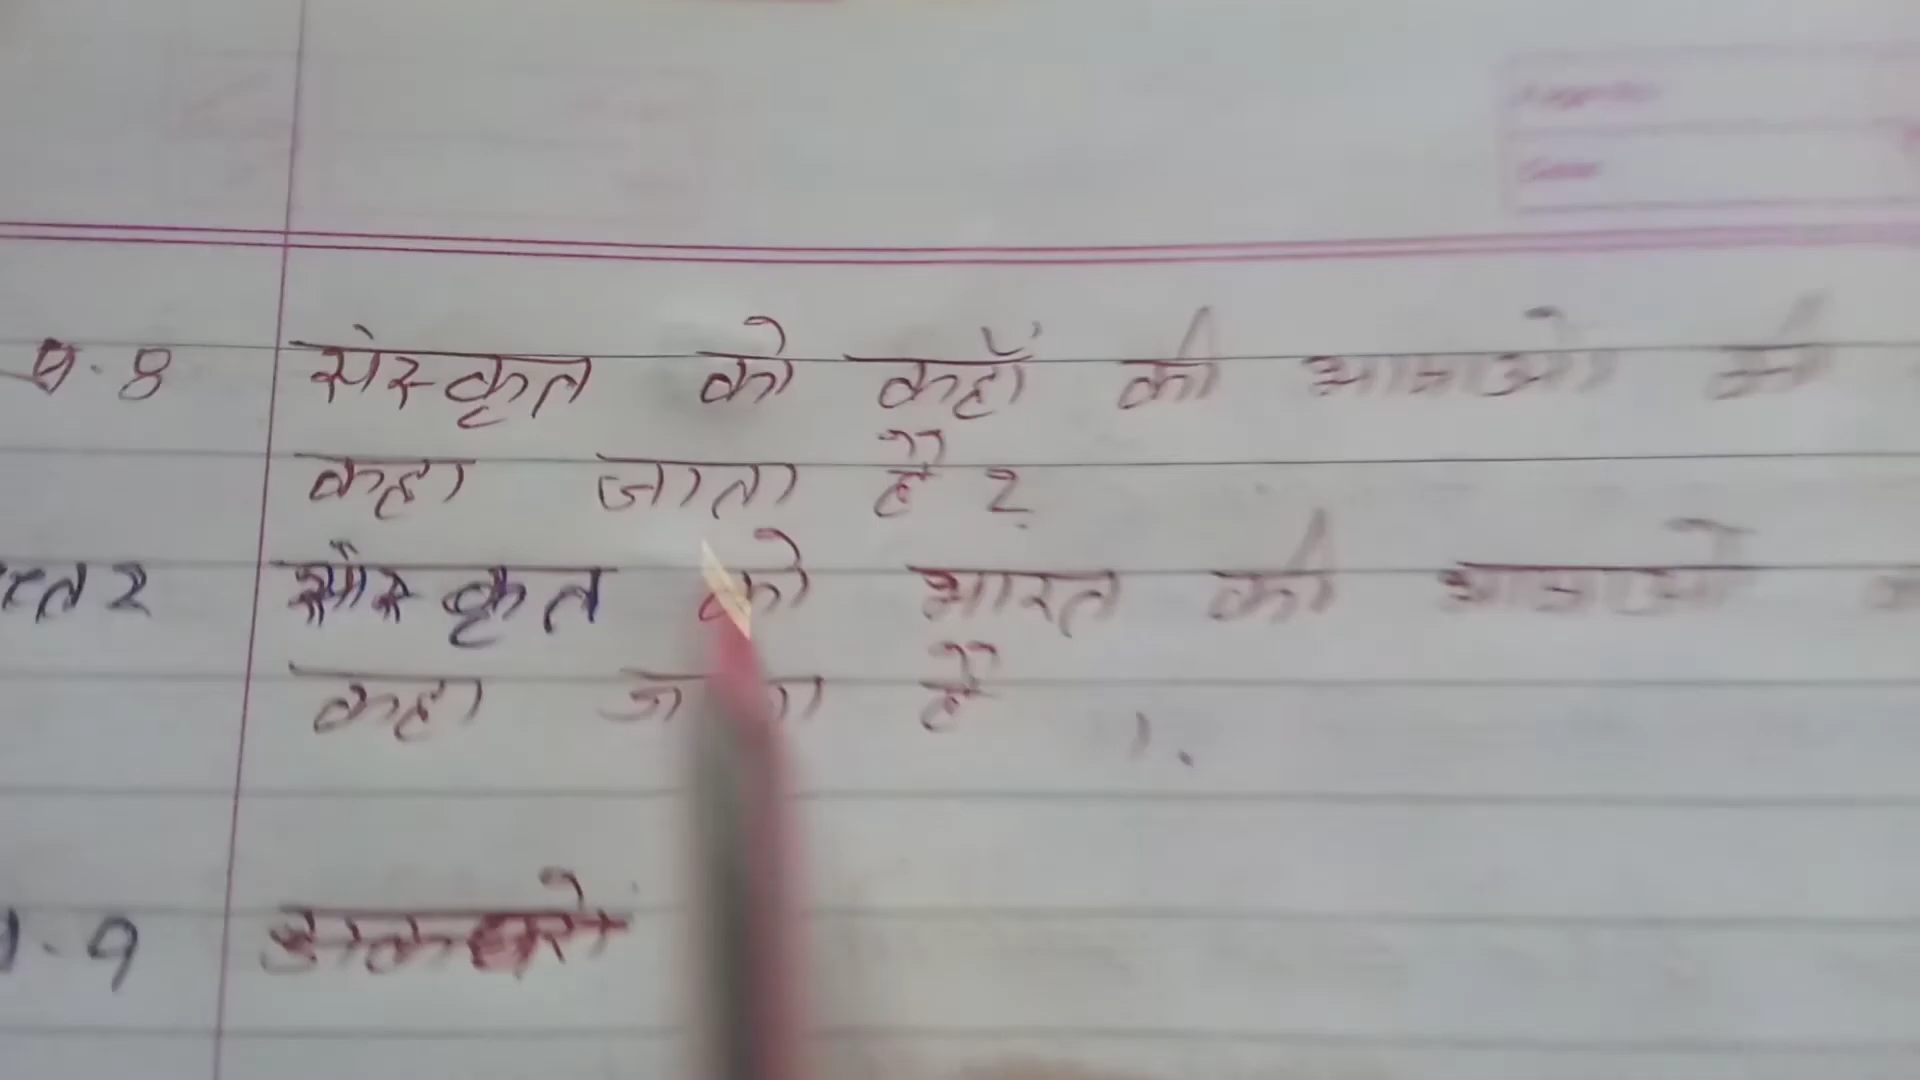 प्र.8 संस्कृत को कहाँ की भाषाओ की
कहा जाता हैं ?
उत्तर संस्कृत को भारत की भाषाओ
कहा जाता हैं ।.
9